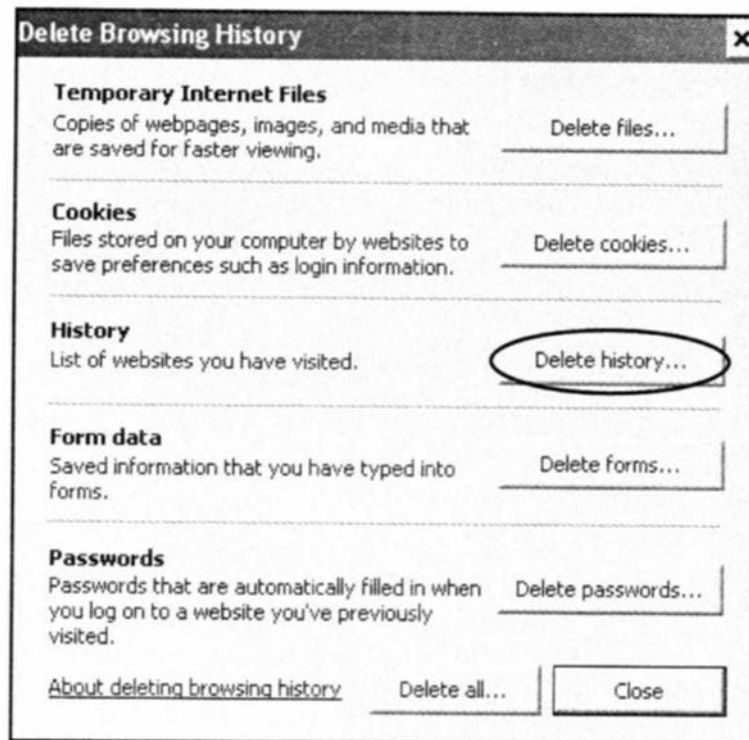 Delete Browsing History
Temporary Internet Files
Copies of webpages, images, and media that
are saved for faster viewing.
Delete files...
Cookies
Files stored on your computer by websites to
save preferences such as login information.
Delete cookies...
History
List of websites you have visited.
Delete history...
Form data
Saved information that you have typed into
forms.
Delete forms...
Passwords
Passwords that are automatically filled in when
you log on to a website you've previously
visited.
Delete passwords...
About deleting browsing history
Delete all...
Close